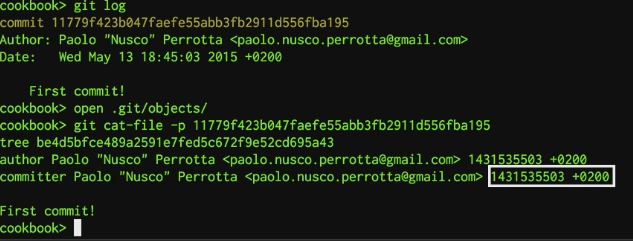 cookbook> git log
commit 11779f423b047faefe55abb3fb2911d556fba195
Author: Paolo "Nusco" Perrotta <paolo.nusco.perrotta@gmail.com>
Date:   Wed May 13 18:45:03 2015 +0200
First commit!
cookbook> open .git/objects/
cookbook> git cat-file -p 11779f423b047faefe55abb3fb2911d556fba195
tree be4d5bfce489a2591e7fed5c672f9e52cd695a43
author Paolo "Nusco" Perrotta <paolo.nusco.perrotta@gmail.com> 1431535503 +0200
committer Paolo "Nusco" Perrotta <paolo.nusco.perrotta@gmail.com> 1431535503 +0200
First commit!
cookbook>